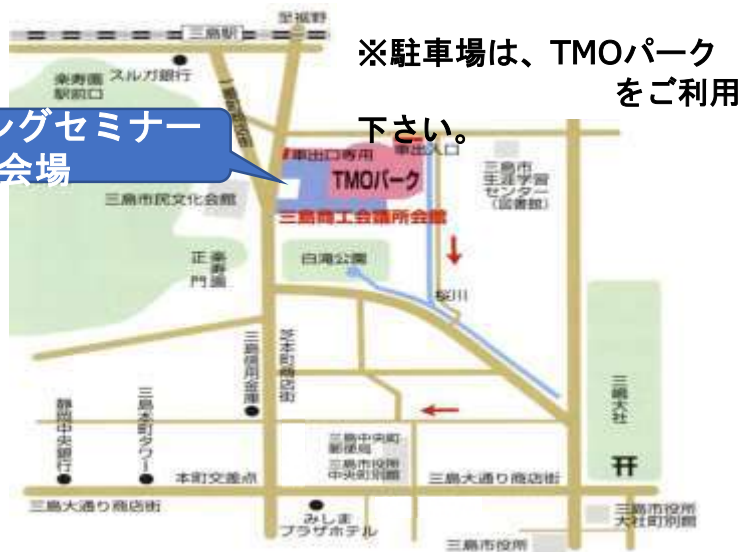 至裾野
三島駅
※駐車場は、TMOパーク
をご利用
下さい。
スルガ銀行
楽寿園
駅前口
一番町商店街
ングセミナー
会場
車出口専用
車出入口
TMOパーク
三島市
生涯学習
センター
(図書館)
三島市民文化会館
三島商工会議所会館
白滝公園
楽寿園
正門
桜川
三島信用金庫
芝本町商店街
三嶋大社
静岡中央銀行
三島本町タワー
三島中央町
郵便局
三島市役所
中央町別館
本町交差点
三島大通り商店街
三島大通り商店街
みしま
プラザホテル
三島市役所
大社町別館
三島市役所